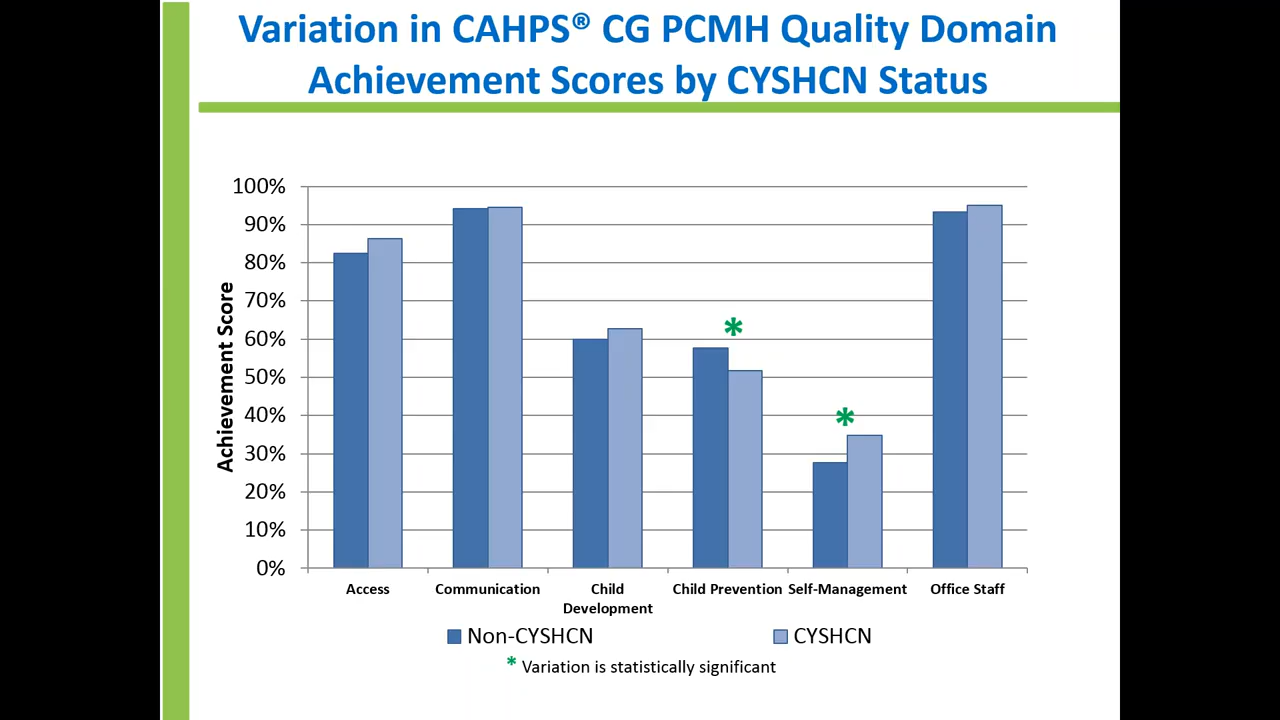 Variation in CAHPS® CG PCMH Quality Domain
Achievement Scores by CYSHCN Status
100%
90%
80%
70%
60%
50%
40%
30%
20%
10%
0%
Achievement Score
*
*
Access
Communication
Child
Development
Child Prevention
Self-Management
Office Staff
Non-CYSHCN
CYSHCN
* Variation is statistically significant